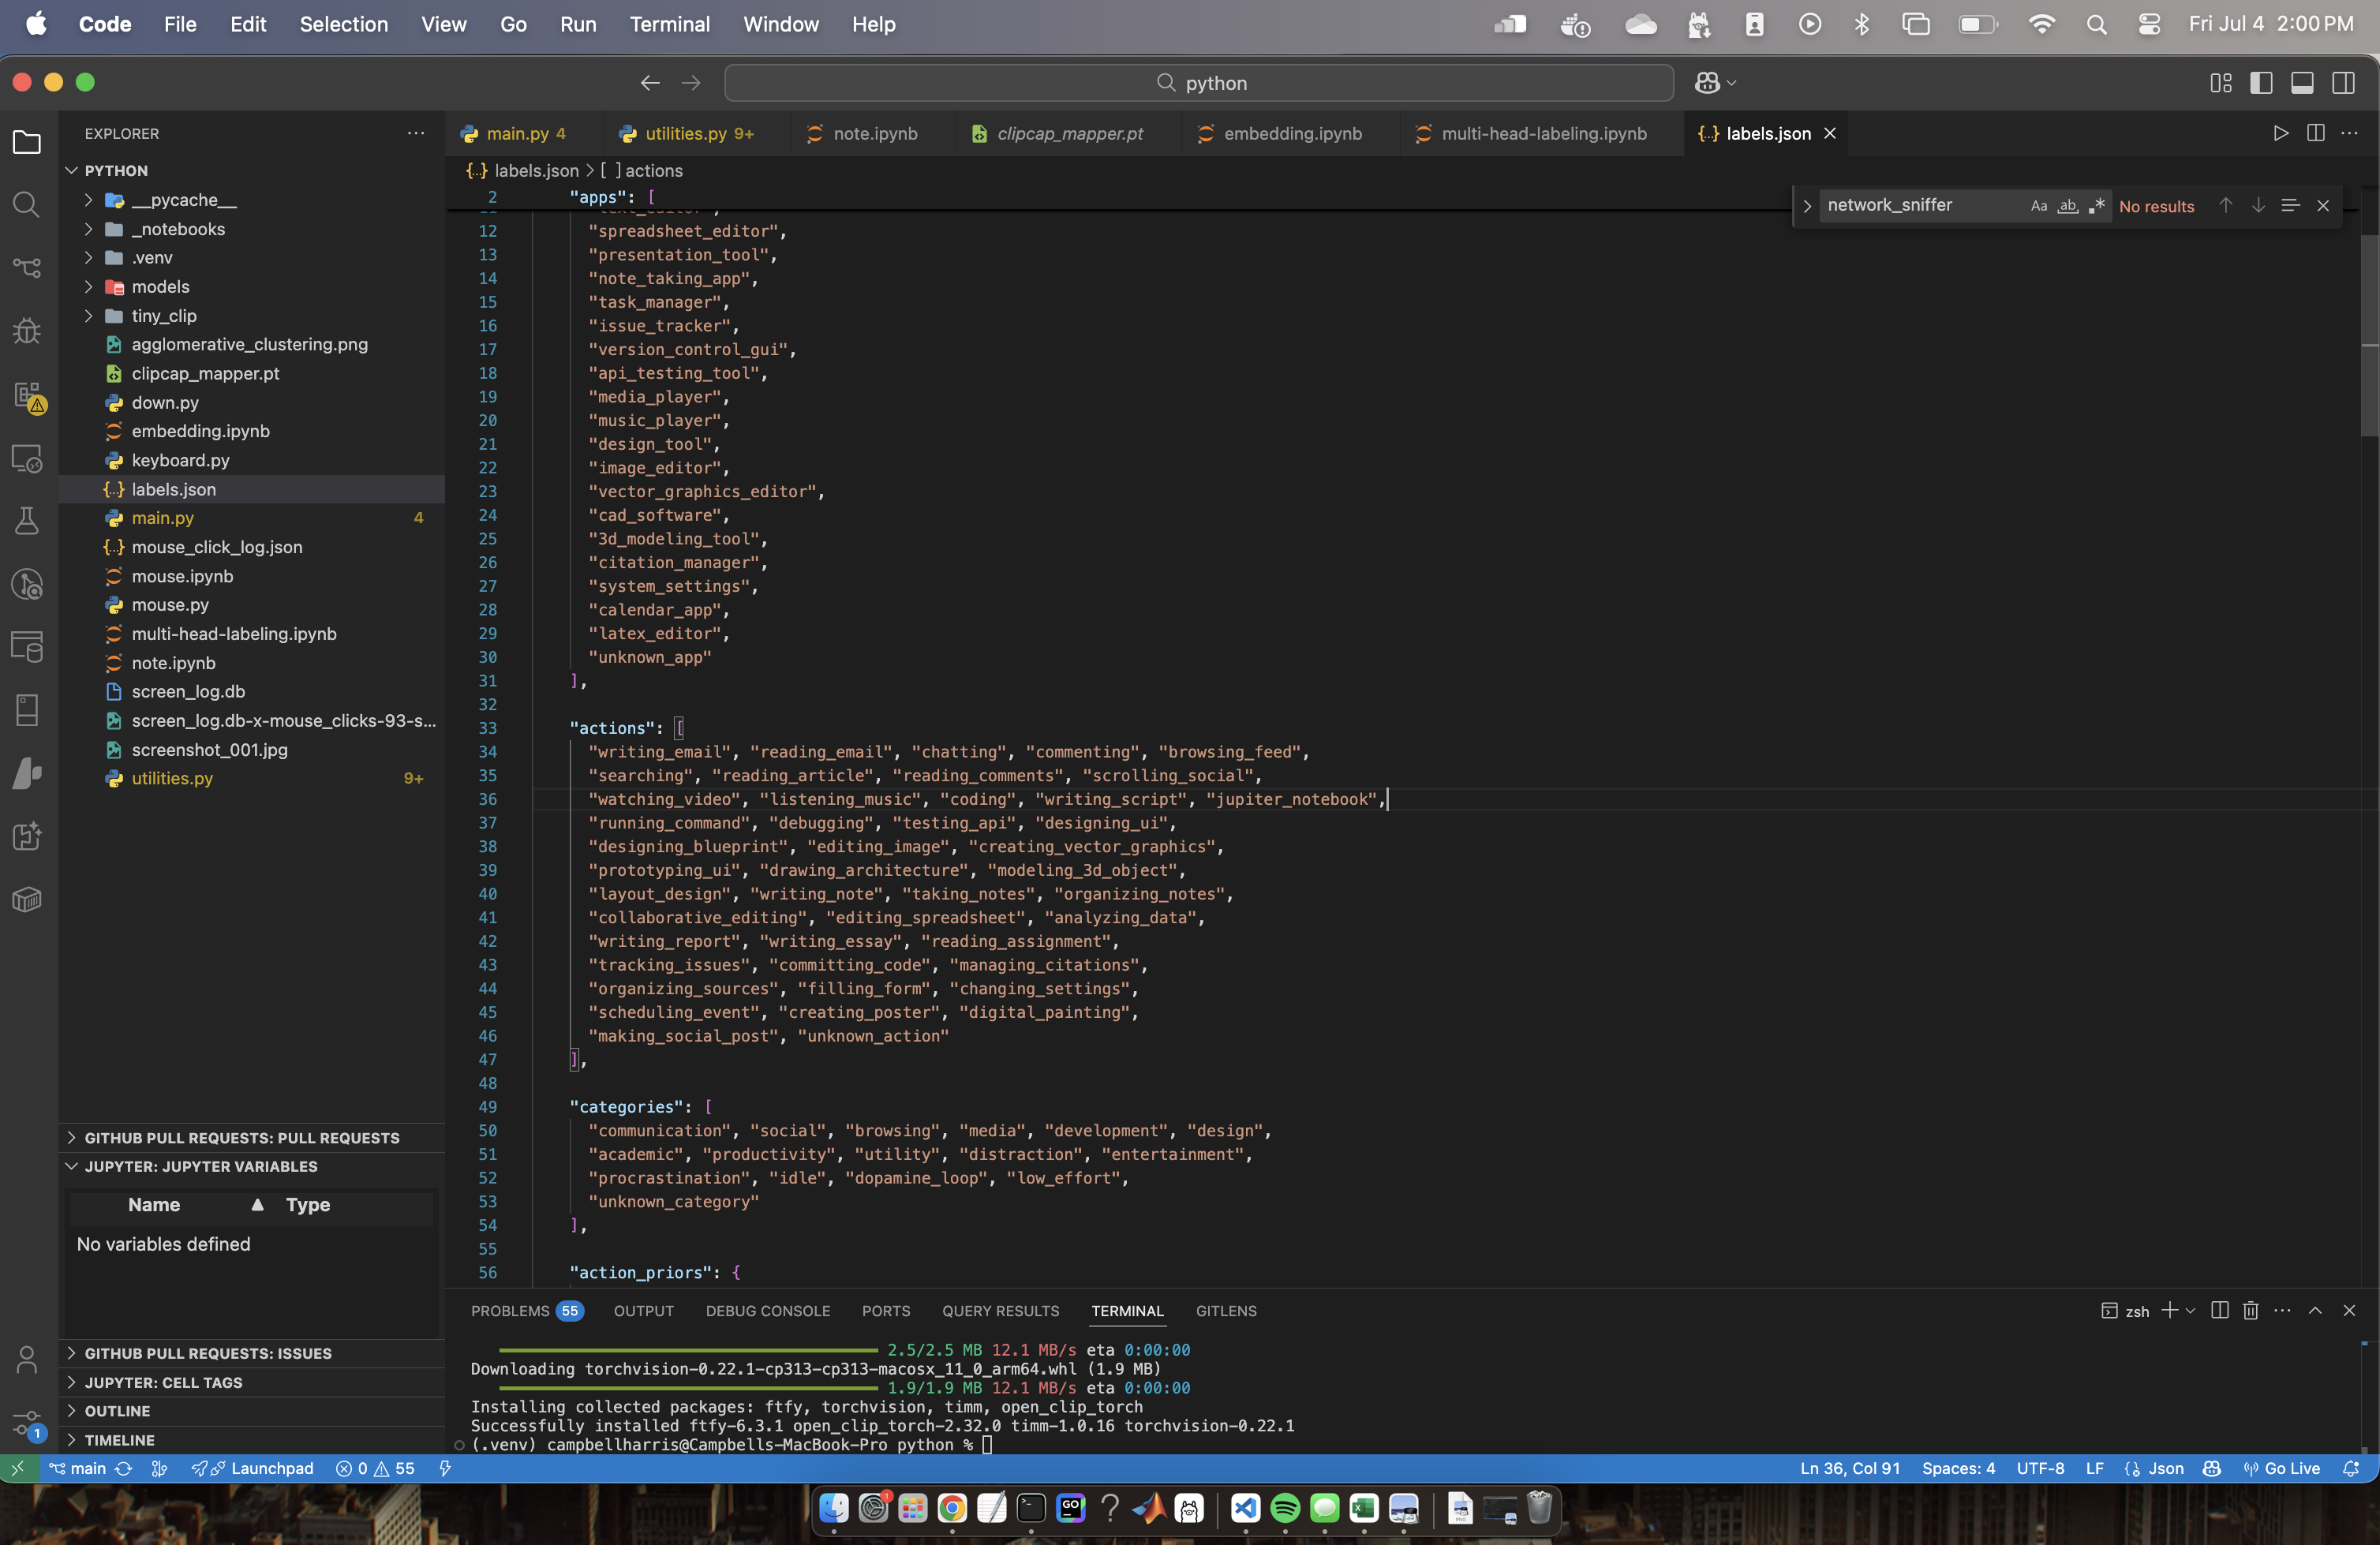 Code File Edit Selection View Go Run Terminal Window Help
Fri Jul 4 2:00 PM
python
EXPLORER
PYTHON
__pycache__
_notebooks
.venv
models
tiny_clip
agglomerative_clustering.png
clipcap_mapper.pt
down.py
embedding.ipynb
keyboard.py
labels.json
main.py 4
mouse_click_log.json
mouse.ipynb
mouse.py
multi-head-labeling.ipynb
note.ipynb
screen_log.db
screen_log.db-x-mouse_clicks-93-s...
screenshot_001.jpg
utilities.py 9+
GITHUB PULL REQUESTS: PULL REQUESTS
JUPYTER: JUPYTER VARIABLES
Name Type
No variables defined
GITHUB PULL REQUESTS: ISSUES
JUPYTER: CELL TAGS
OUTLINE
TIMELINE
1
main.py 4 utilities.py 9+ note.ipynb clipcap_mapper.pt embedding.ipynb multi-head-labeling.ipynb labels.json
{..} labels.json > [ ] actions
network_sniffer Aa ab .* No results
2 "apps": [
11 "text_editor",
12 "spreadsheet_editor",
13 "presentation_tool",
14 "note_taking_app",
15 "task_manager",
16 "issue_tracker",
17 "version_control_gui",
18 "api_testing_tool",
19 "media_player",
20 "music_player",
21 "design_tool",
22 "image_editor",
23 "vector_graphics_editor",
24 "cad_software",
25 "3d_modeling_tool",
26 "citation_manager",
27 "system_settings",
28 "calendar_app",
29 "latex_editor",
30 "unknown_app"
31 ],
32
33 "actions": [
34 "writing_email", "reading_email", "chatting", "commenting", "browsing_feed",
35 "searching", "reading_article", "reading_comments", "scrolling_social",
36 "watching_video", "listening_music", "coding", "writing_script", "jupiter_notebook",
37 "running_command", "debugging", "testing_api", "designing_ui",
38 "designing_blueprint", "editing_image", "creating_vector_graphics",
39 "prototyping_ui", "drawing_architecture", "modeling_3d_object",
40 "layout_design", "writing_note", "taking_notes", "organizing_notes",
41 "collaborative_editing", "editing_spreadsheet", "analyzing_data",
42 "writing_report", "writing_essay", "reading_assignment",
43 "tracking_issues", "committing_code", "managing_citations",
44 "organizing_sources", "filling_form", "changing_settings",
45 "scheduling_event", "creating_poster", "digital_painting",
46 "making_social_post", "unknown_action"
47 ],
48
49 "categories": [
50 "communication", "social", "browsing", "media", "development", "design",
51 "academic", "productivity", "utility", "distraction", "entertainment",
52 "procrastination", "idle", "dopamine_loop", "low_effort",
53 "unknown_category"
54 ],
55
56 "action_priors": {
PROBLEMS 55 OUTPUT DEBUG CONSOLE PORTS QUERY RESULTS TERMINAL GITLENS
zsh
2.5/2.5 MB 12.1 MB/s eta 0:00:00
Downloading torchvision-0.22.1-cp313-cp313-macosx_11_0_arm64.whl (1.9 MB)
1.9/1.9 MB 12.1 MB/s eta 0:00:00
Installing collected packages: ftfy, torchvision, timm, open_clip_torch
Successfully installed ftfy-6.3.1 open_clip_torch-2.32.0 timm-1.0.16 torchvision-0.22.1
(.venv) campbellharris@Campbells-MacBook-Pro python %
main Launchpad 0 55 Ln 36, Col 91 Spaces: 4 UTF-8 LF Json Go Live
1 GO ?